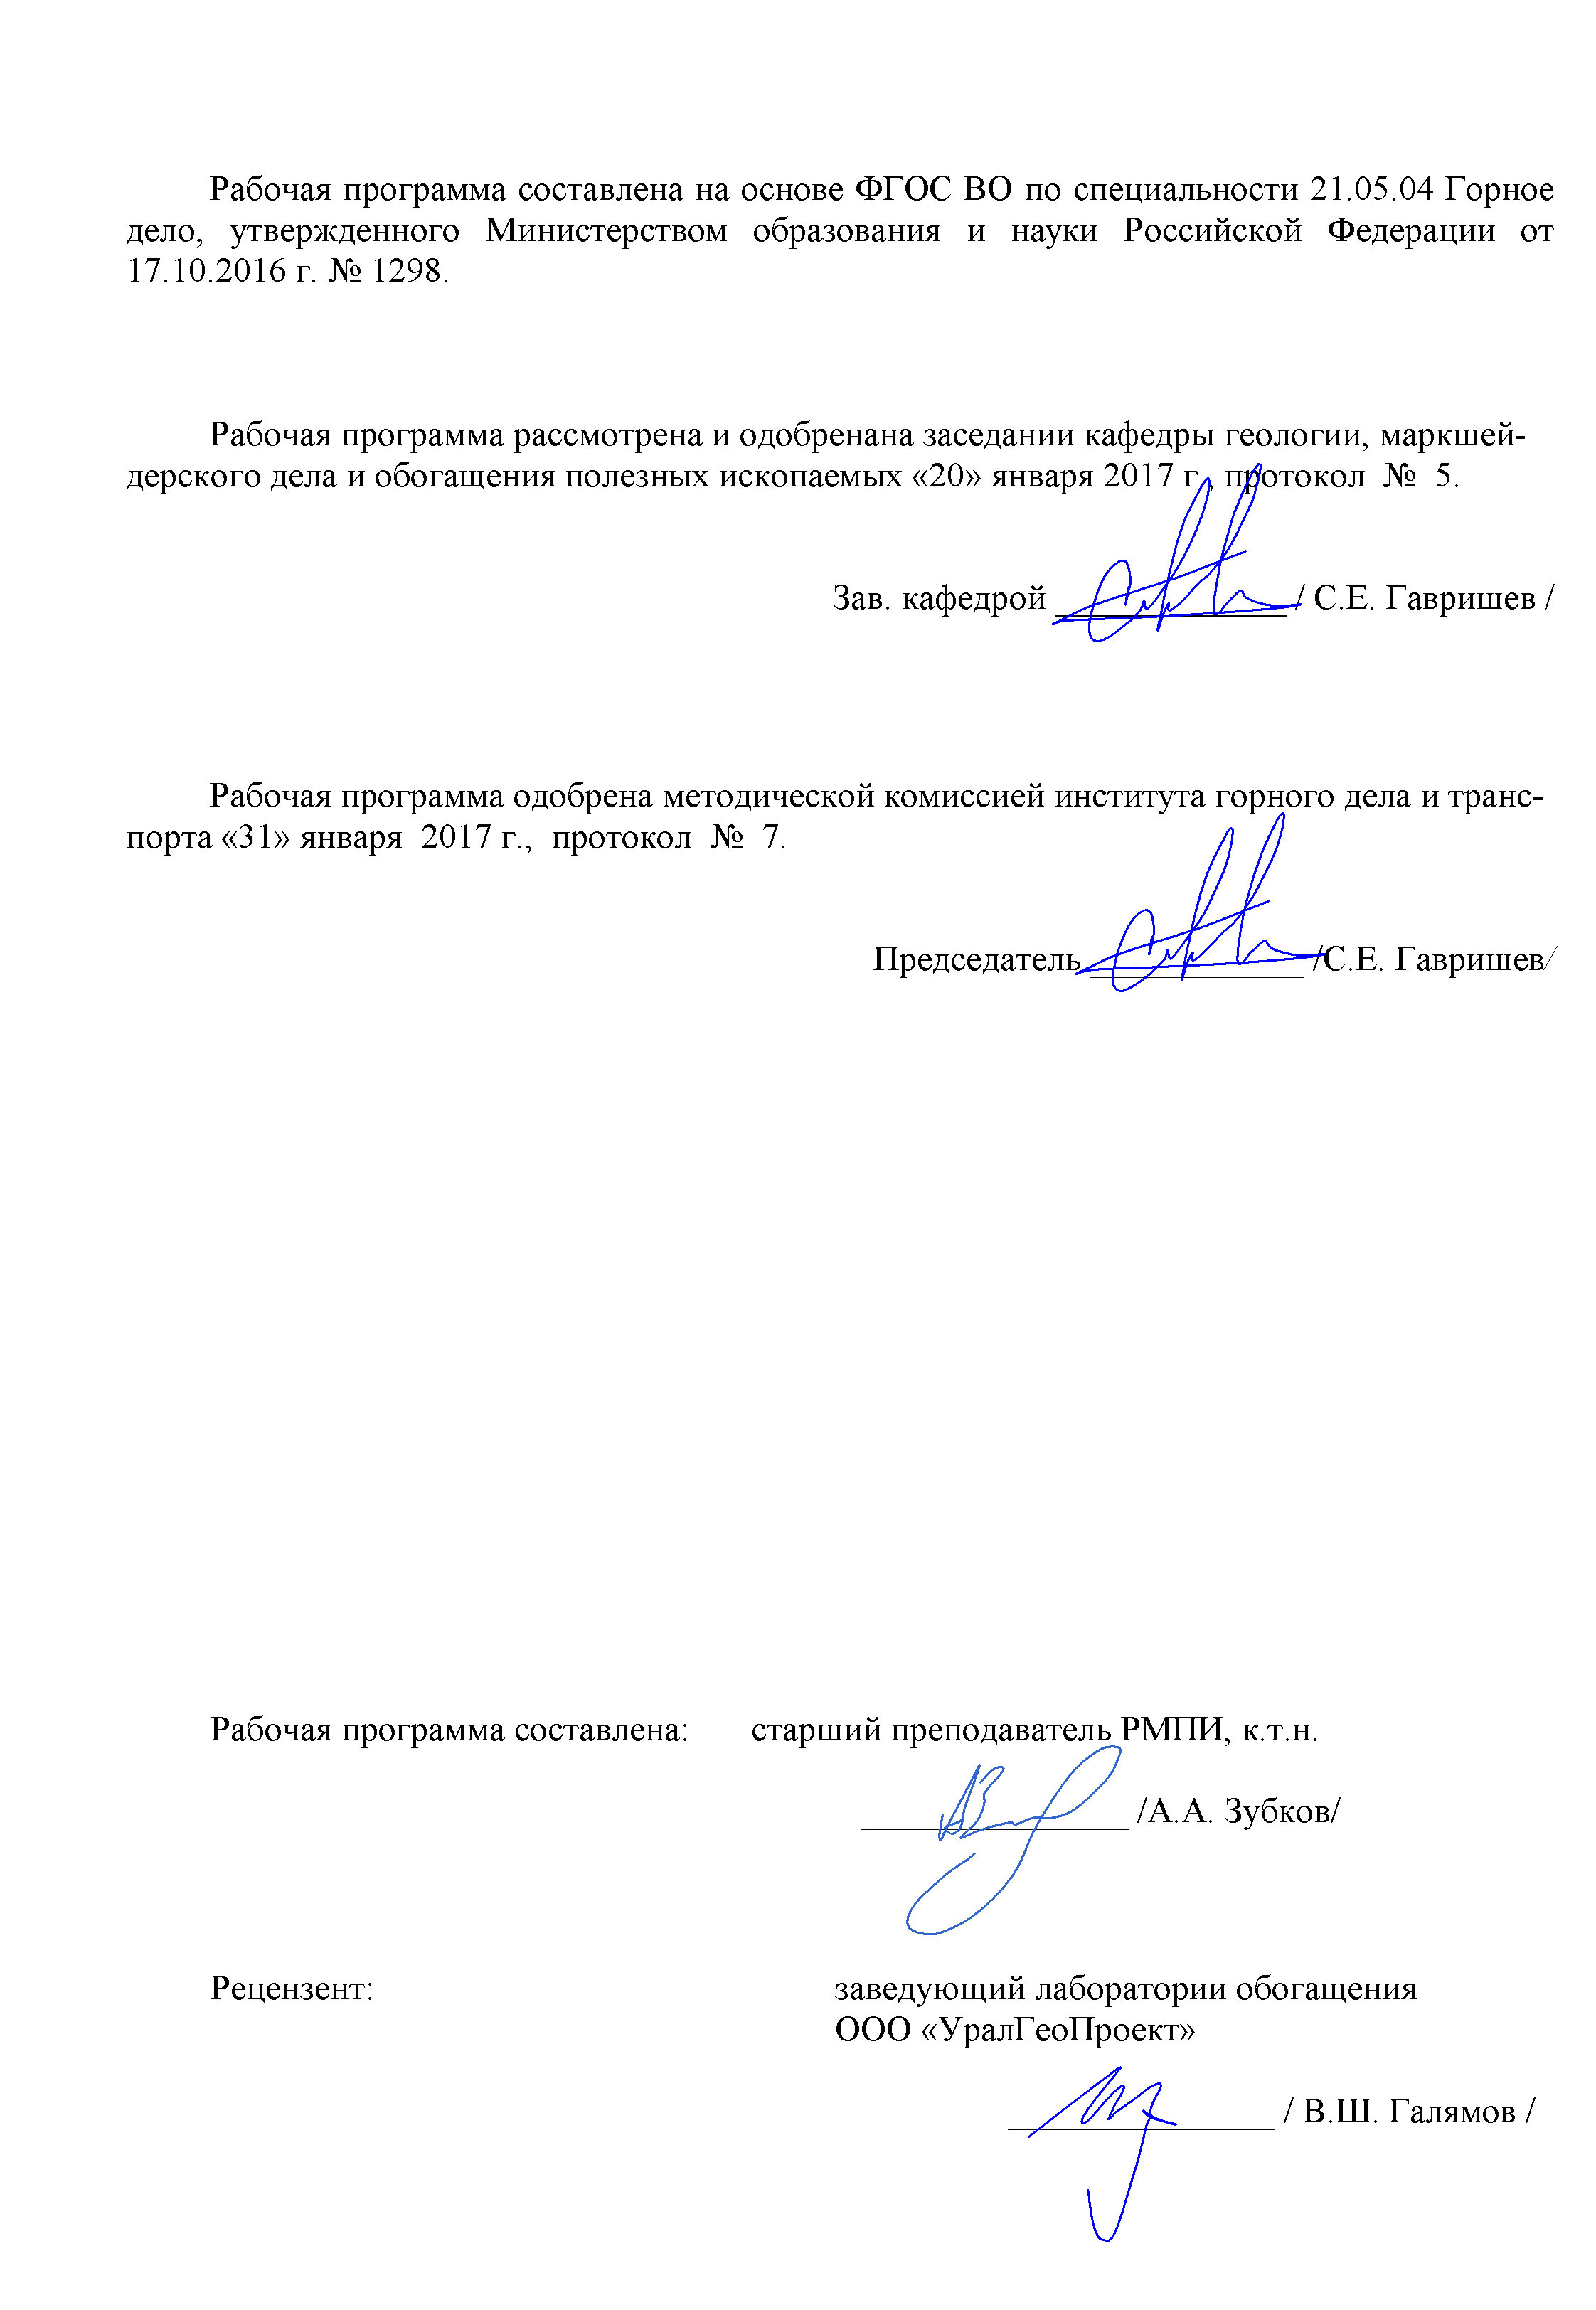 Рабочая программа составлена на основе ФГОС ВО по специальности 21.05.04 Горное
дело, утвержденного Министерством образования и науки Российской Федерации от
17.10.2016 г. № 1298.
Рабочая программа рассмотрена и одобренана заседании кафедры геологии, маркшей-
дерского дела и обогащения полезных ископаемых «20» января 2017 г., протокол № 5.
Зав. кафедрой _____________ / С.Е. Гавришев /
Рабочая программа одобрена методической комиссией института горного дела и транс-
порта «31» января 2017 г., протокол № 7.
Председатель ____________ /С.Е. Гавришев/
Рабочая программа составлена: старший преподаватель РМПИ, к.т.н.
_______________ /А.А. Зубков/
Рецензент: заведующий лаборатории обогащения
ООО «УралГеоПроект»
_______________ / В.Ш. Галямов /